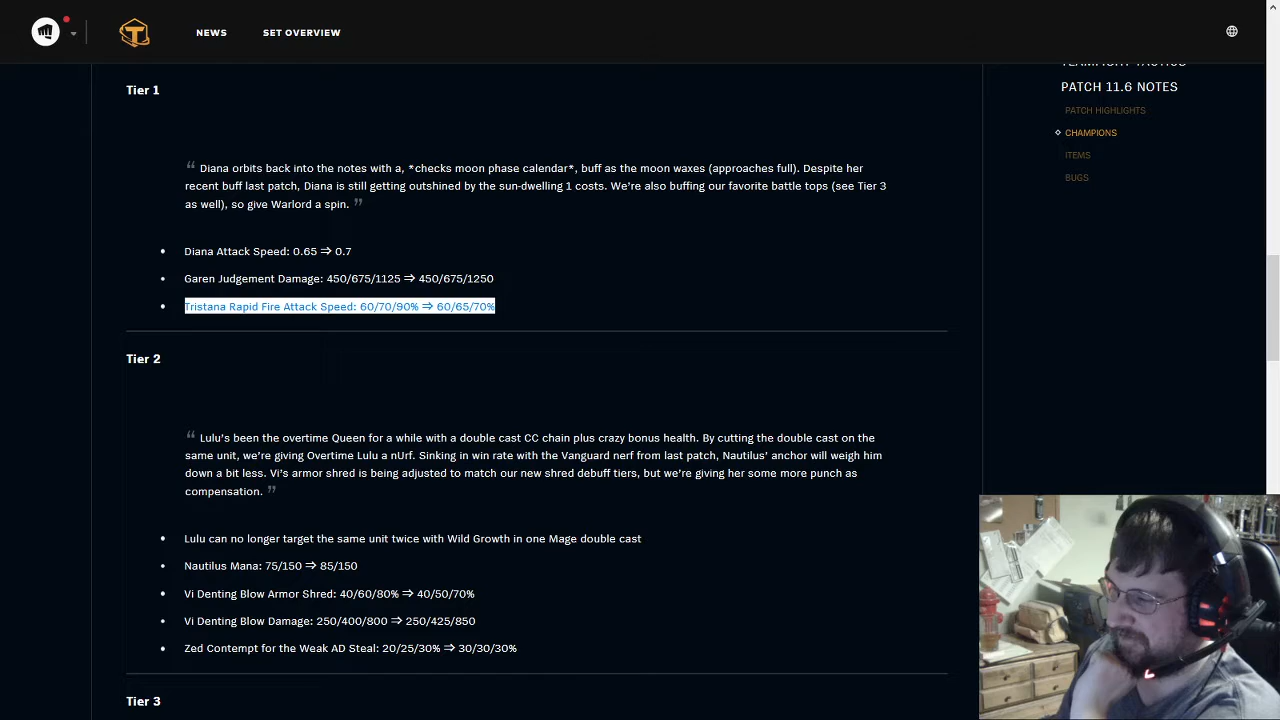 NEWS
SET OVERVIEW
TEAMFIGHT TACTICS
PATCH 11.6 NOTES
PATCH HIGHLIGHTS
CHAMPIONS
ITEMS
BUGS
Tier 1
“ Diana orbits back into the notes with a, *checks moon phase calendar*, buff as the moon waxes (approaches full). Despite her
recent buff last patch, Diana is still getting outshined by the sun-dwelling 1 costs. We’re also buffing our favorite battle tops (see Tier 3
as well), so give Warlord a spin. ”
• Diana Attack Speed: 0.65 ⇒ 0.7
• Garen Judgement Damage: 450/675/1125 ⇒ 450/675/1250
• Tristana Rapid Fire Attack Speed: 60/70/90% ⇒ 60/65/70%
Tier 2
“ Lulu’s been the overtime Queen for a while with a double cast CC chain plus crazy bonus health. By cutting the double cast on the
same unit, we’re giving Overtime Lulu a nUrf. Sinking in win rate with the Vanguard nerf from last patch, Nautilus’ anchor will weigh him
down a bit less. Vi’s armor shred is being adjusted to match our new shred debuff tiers, but we’re giving her some more punch as
compensation. ”
• Lulu can no longer target the same unit twice with Wild Growth in one Mage double cast
• Nautilus Mana: 75/150 ⇒ 85/150
• Vi Denting Blow Armor Shred: 40/60/80% ⇒ 40/50/70%
• Vi Denting Blow Damage: 250/400/800 ⇒ 250/425/850
• Zed Contempt for the Weak AD Steal: 20/25/30% ⇒ 30/30/30%
Tier 3